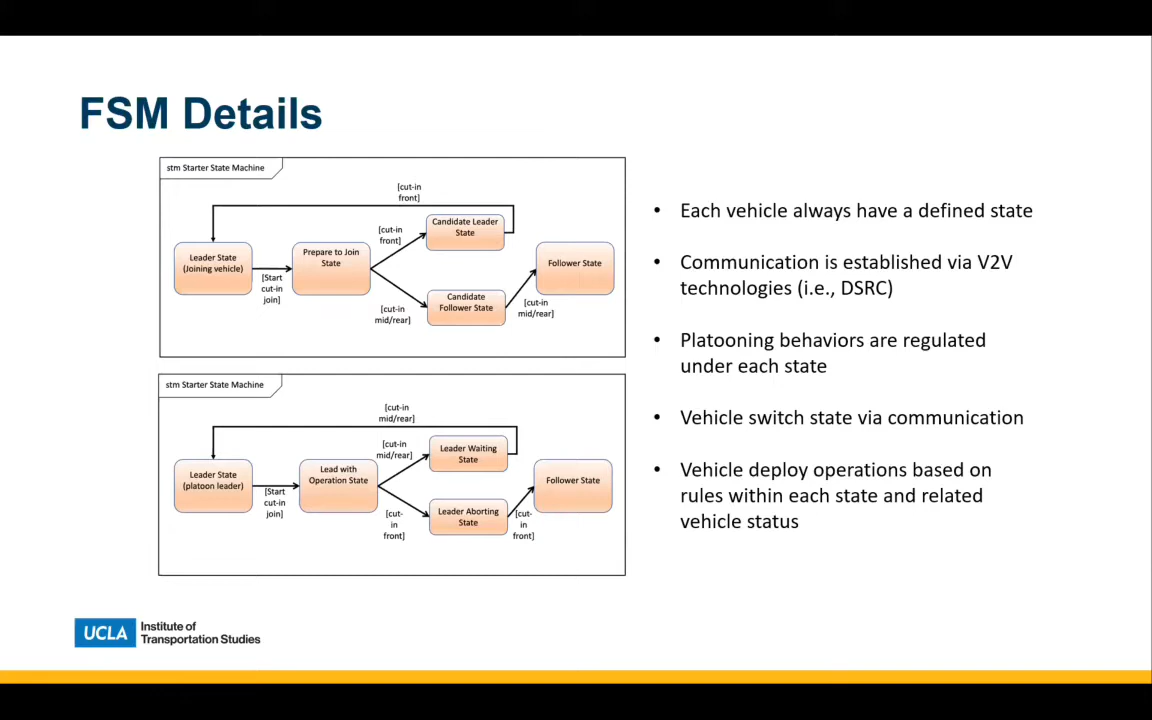 FSM Details
stm Starter State Machine
[cut-in
front]
Leader State
(Joining vehicle)
[Start
cut-in
join]
Prepare to Join
State
[cut-in
front]
Candidate Leader
State
[cut-in
mid/rear]
Candidate
Follower State
[cut-in
mid/rear]
Follower State
stm Starter State Machine
[cut-in
mid/rear]
Leader State
(platoon leader)
[Start
cut-in
join]
Lead with
Operation State
[cut-in
mid/rear]
Leader Waiting
State
[cut-
in
front]
Leader Aborting
State
[cut-
in
front]
Follower State
• Each vehicle always have a defined state
• Communication is established via V2V
technologies (i.e., DSRC)
• Platooning behaviors are regulated
under each state
• Vehicle switch state via communication
• Vehicle deploy operations based on
rules within each state and related
vehicle status
UCLA
Institute of
Transportation Studies